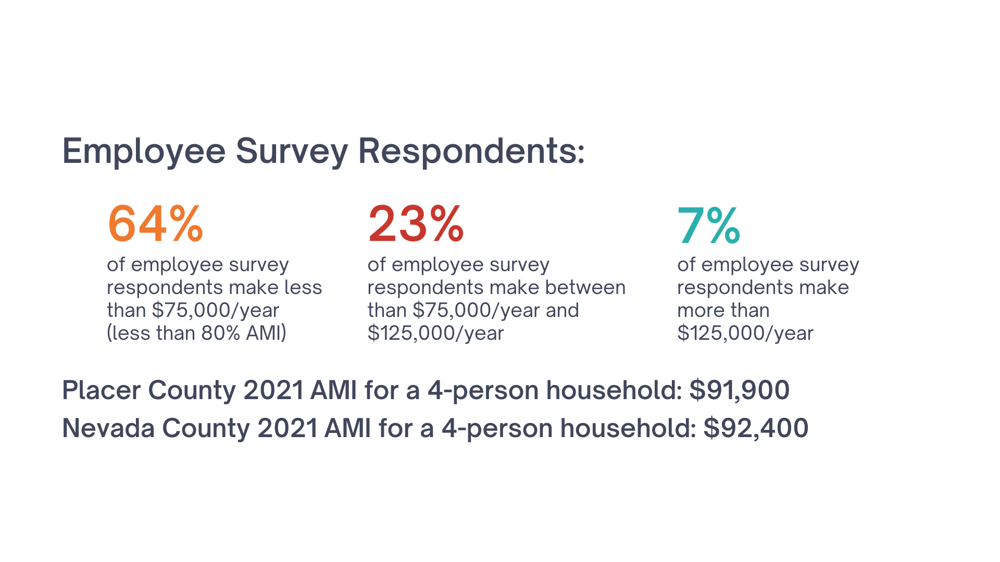 Employee Survey Respondents:
64%
of employee survey
respondents make less
than $75,000/year
(less than 80% AMI)
23%
of employee survey
respondents make between
than $75,000/year and
$125,000/year
7%
of employee survey
respondents make
more than
$125,000/year
Placer County 2021 AMI for a 4-person household: $91,900
Nevada County 2021 AMI for a 4-person household: $92,400